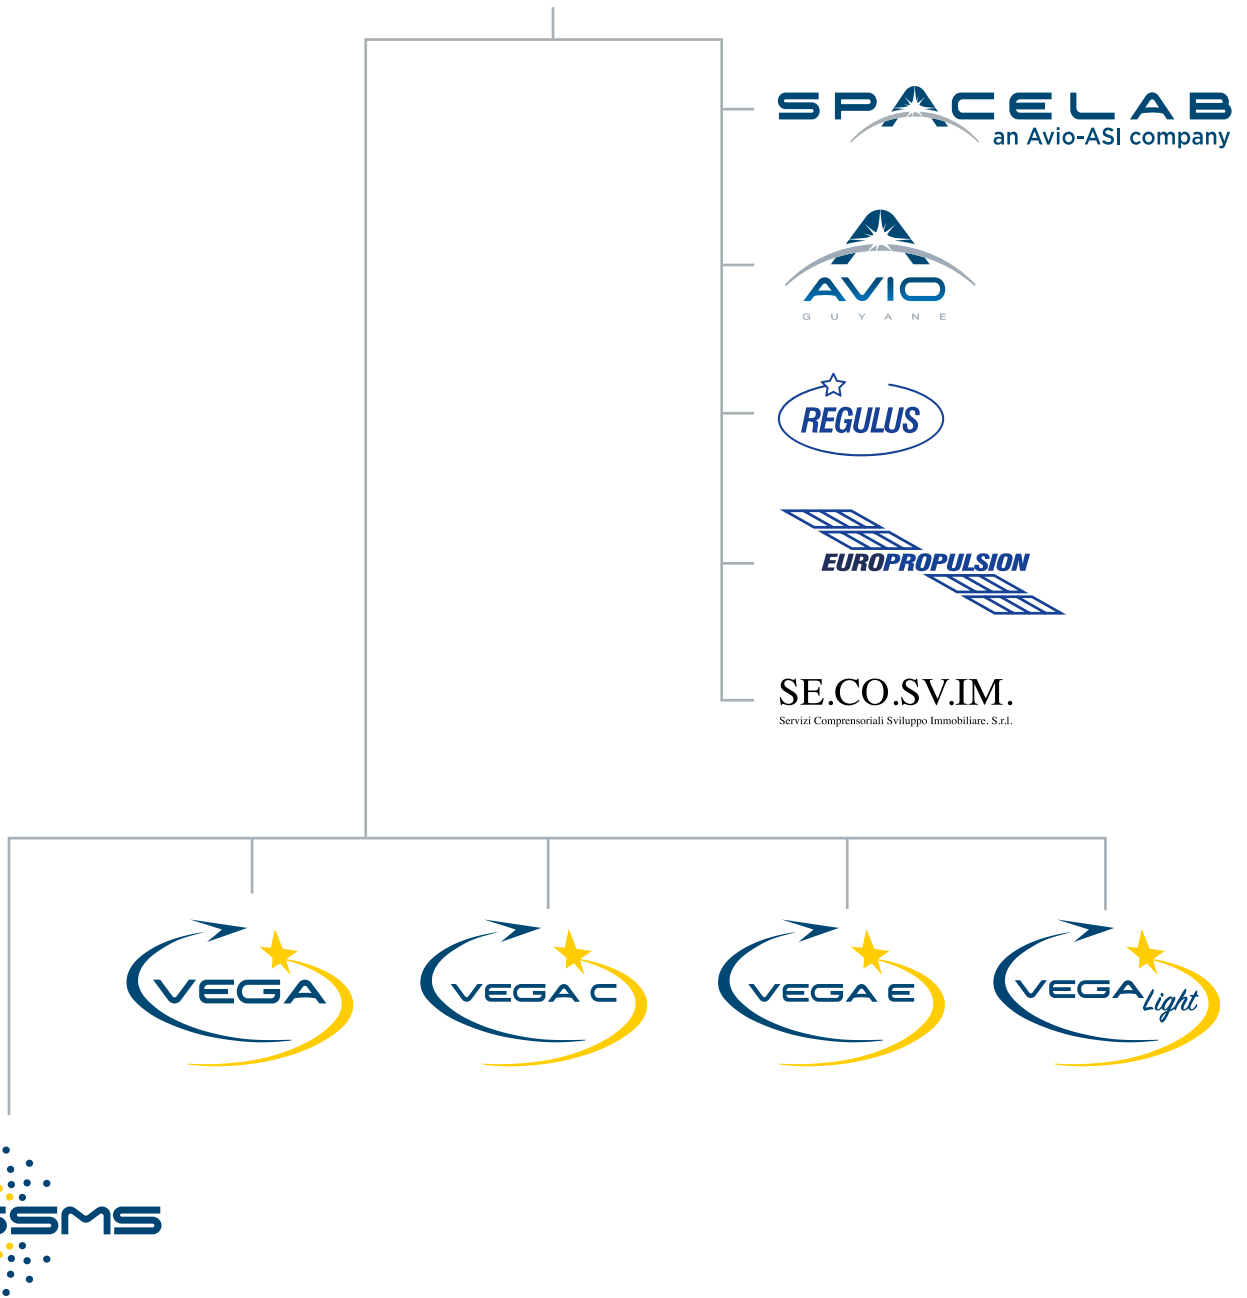 SPACELAB
an Avio-ASI company
AVIO
GUYANE
REGULUS
EUROPROPULSION
SE.CO.SV.IM.
Servizi Comprensoriali Sviluppo Immobiliare. S.r.l.
VEGA
VEGA C
VEGA E
VEGA Light
SSMS